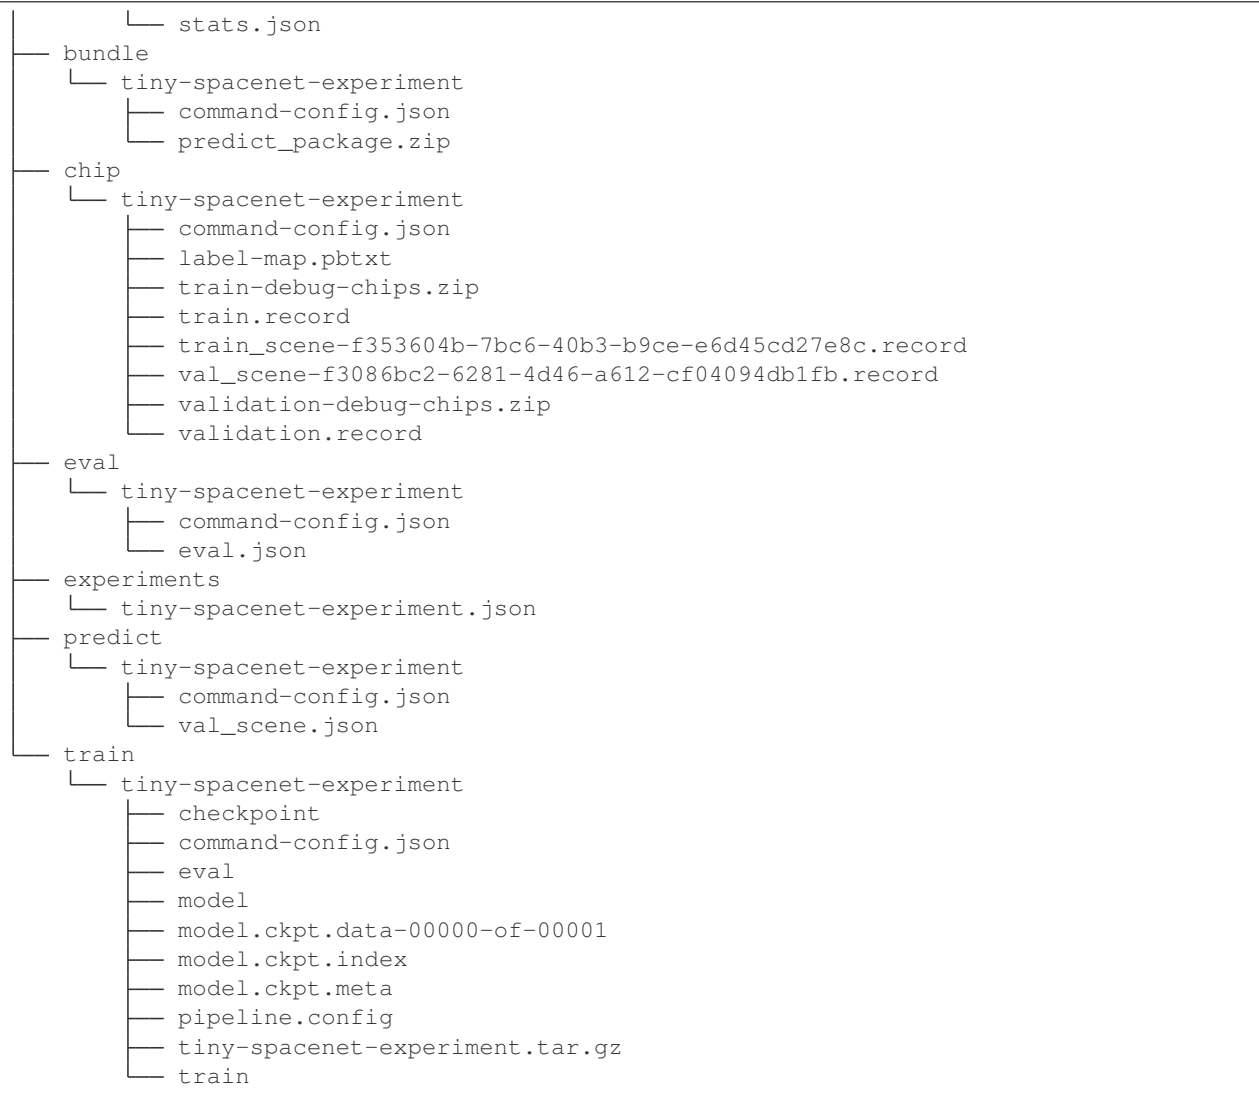 │       └── stats.json
├── bundle
│   └── tiny-spacenet-experiment
│       ├── command-config.json
│       └── predict_package.zip
├── chip
│   └── tiny-spacenet-experiment
│       ├── command-config.json
│       ├── label-map.pbtxt
│       ├── train-debug-chips.zip
│       ├── train.record
│       ├── train_scene-f353604b-7bc6-40b3-b9ce-e6d45cd27e8c.record
│       ├── val_scene-f3086bc2-6281-4d46-a612-cf04094db1fb.record
│       ├── validation-debug-chips.zip
│       └── validation.record
├── eval
│   └── tiny-spacenet-experiment
│       ├── command-config.json
│       └── eval.json
├── experiments
│   └── tiny-spacenet-experiment.json
├── predict
│   └── tiny-spacenet-experiment
│       ├── command-config.json
│       └── val_scene.json
└── train
    └── tiny-spacenet-experiment
        ├── checkpoint
        ├── command-config.json
        ├── eval
        ├── model
        ├── model.ckpt.data-00000-of-00001
        ├── model.ckpt.index
        ├── model.ckpt.meta
        ├── pipeline.config
        ├── tiny-spacenet-experiment.tar.gz
        └── train